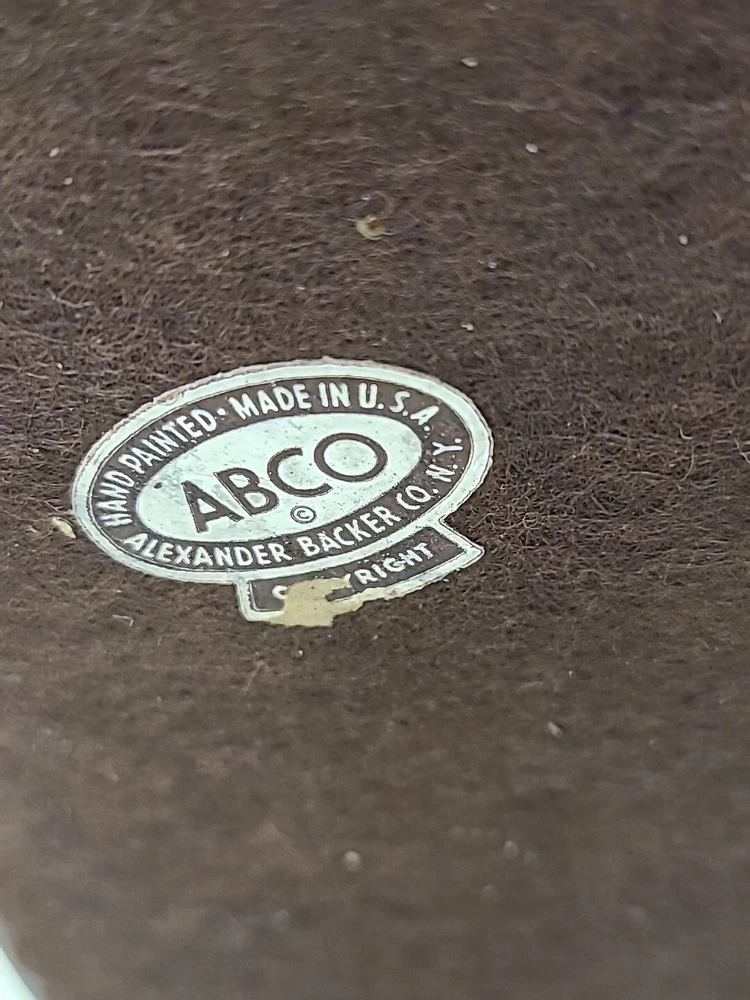 HAND PAINTED • MADE IN U.S.A.
ABCO
©
ALEXANDER BACKER CO. N.Y.
RIGHT